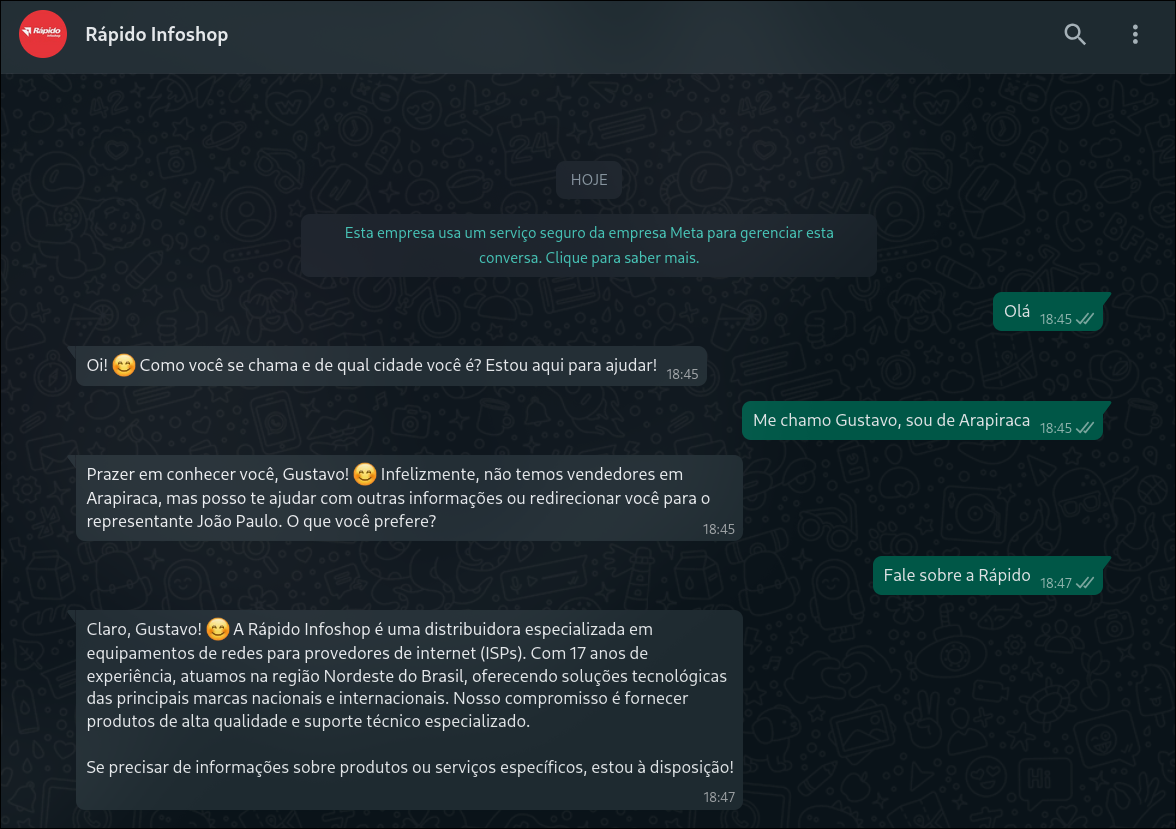 Rápido
Rápido Infoshop
HOJE
Esta empresa usa um serviço seguro da empresa Meta para gerenciar esta
conversa. Clique para saber mais.
Olá 18:45
Oi! 😊 Como você se chama e de qual cidade você é? Estou aqui para ajudar! 18:45
Me chamo Gustavo, sou de Arapiraca 18:45
Prazer em conhecer você, Gustavo! 😊 Infelizmente, não temos vendedores em
Arapiraca, mas posso te ajudar com outras informações ou redirecionar você para o
representante João Paulo. O que você prefere?
18:45
Fale sobre a Rápido 18:47
Claro, Gustavo! 😊 A Rápido Infoshop é uma distribuidora especializada em
equipamentos de redes para provedores de internet (ISPs). Com 17 anos de
experiência, atuamos na região Nordeste do Brasil, oferecendo soluções tecnológicas
das principais marcas nacionais e internacionais. Nosso compromisso é fornecer
produtos de alta qualidade e suporte técnico especializado.
Se precisar de informações sobre produtos ou serviços específicos, estou à disposição!
18:47